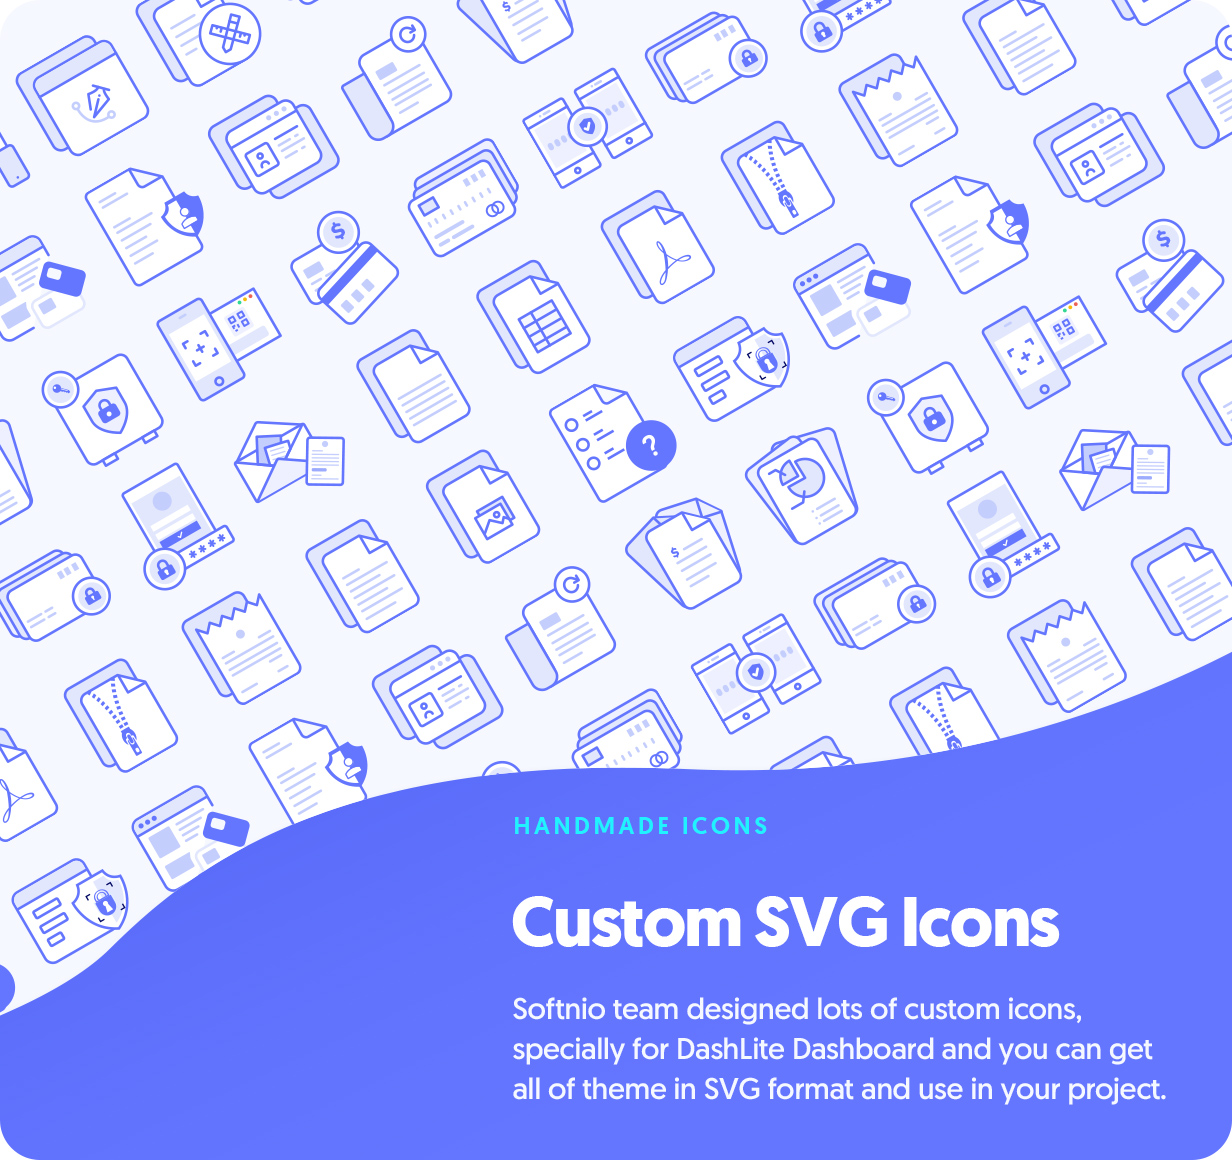 HANDMADE ICONS
Custom SVG Icons
Softnio team designed lots of custom icons,
specially for DashLite Dashboard and you can get
all of theme in SVG format and use in your project.